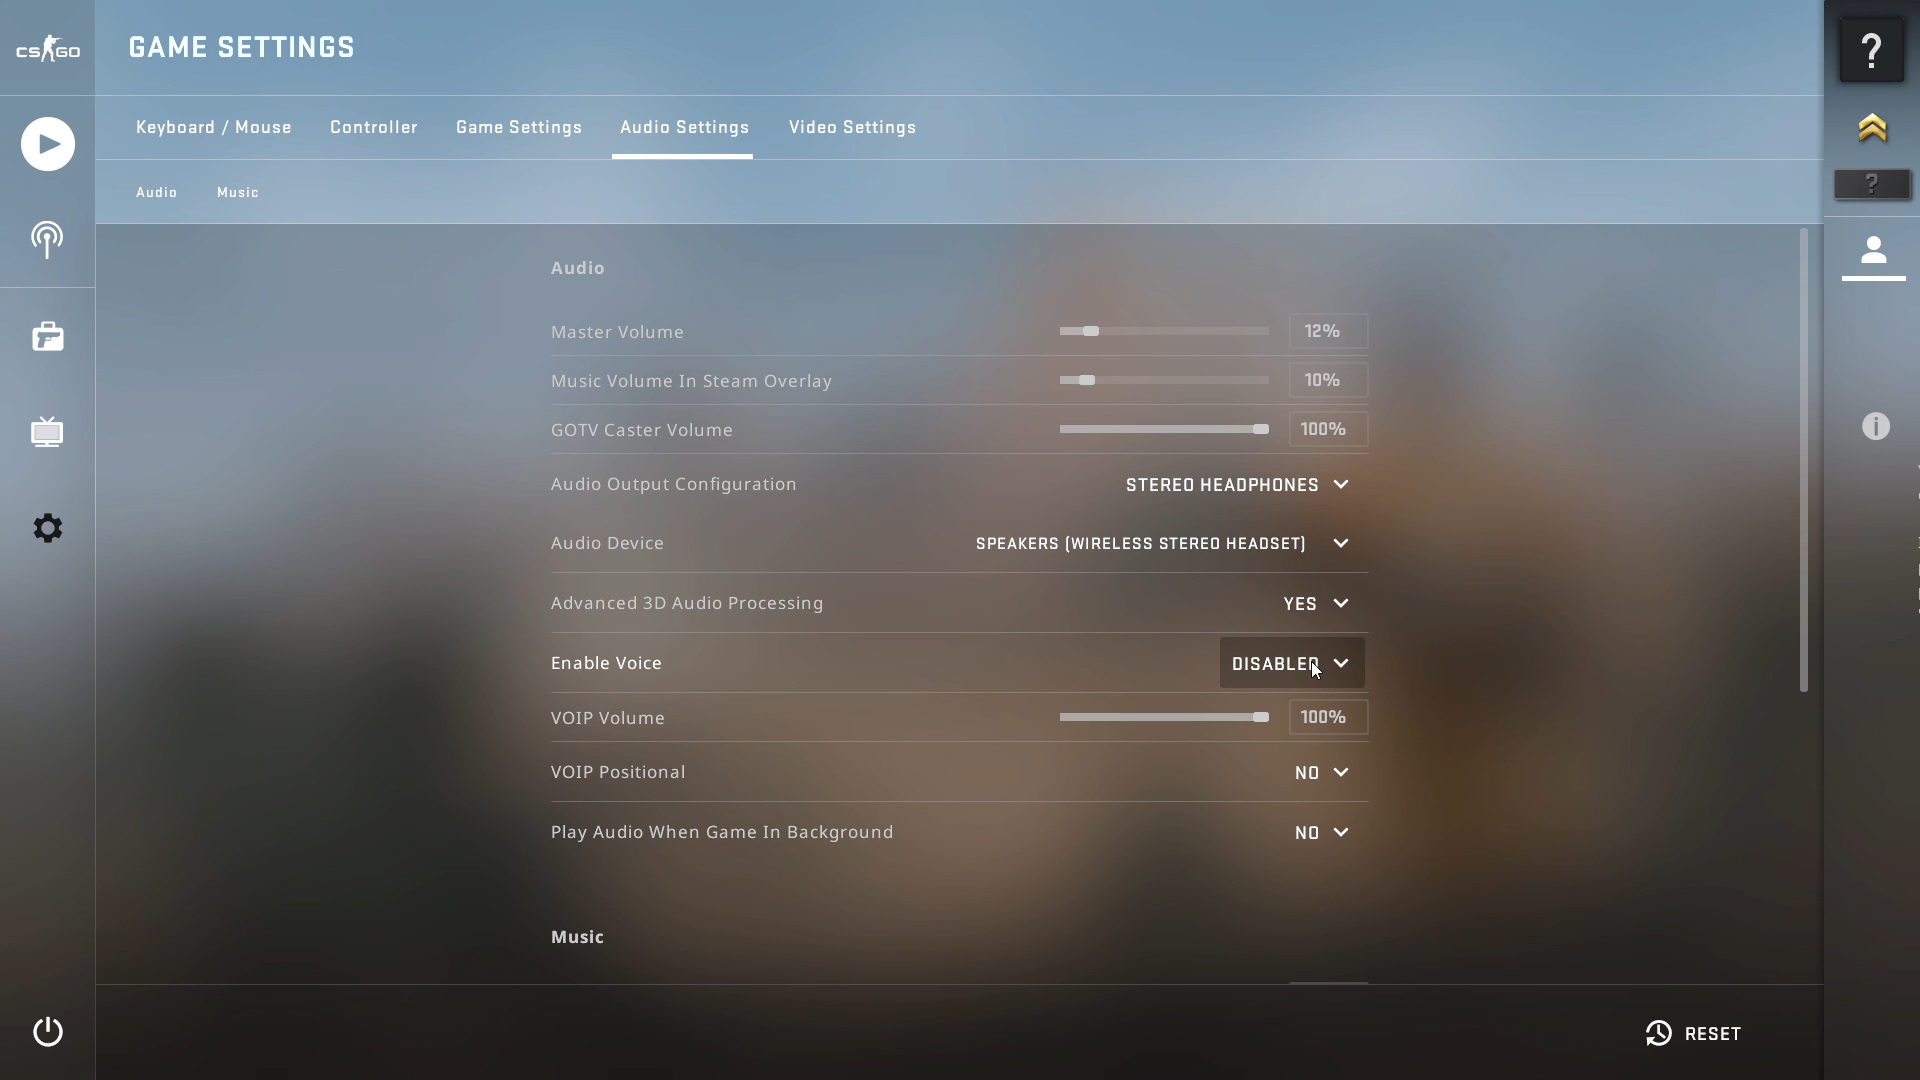 CS GO
GAME SETTINGS
?
Keyboard / Mouse Controller Game Settings Audio Settings Video Settings
?
Audio Music
Audio
Master Volume 12%
Music Volume In Steam Overlay 10%
GOTV Caster Volume 100%
Audio Output Configuration STEREO HEADPHONES
Audio Device SPEAKERS (WIRELESS STEREO HEADSET)
Advanced 3D Audio Processing YES
Enable Voice DISABLED
VOIP Volume 100%
VOIP Positional NO
Play Audio When Game In Background NO
Music
RESET